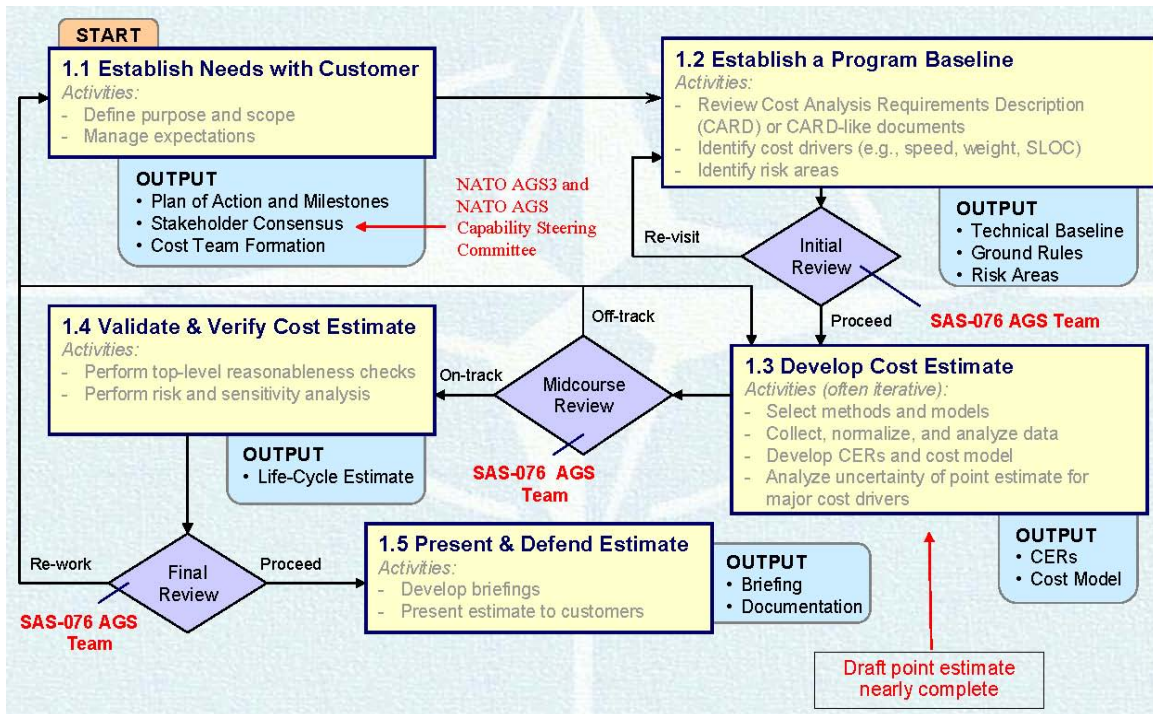 START
1.1 Establish Needs with Customer
Activities:
- Define purpose and scope
- Manage expectations
OUTPUT
• Plan of Action and Milestones
• Stakeholder Consensus
• Cost Team Formation
NATO AGS3 and
NATO AGS
Capability Steering
Committee
1.2 Establish a Program Baseline
Activities:
- Review Cost Analysis Requirements Description
(CARD) or CARD-like documents
- Identify cost drivers (e.g., speed, weight, SLOC)
- Identify risk areas
OUTPUT
• Technical Baseline
• Ground Rules
• Risk Areas
Re-visit
Initial
Review
Proceed
SAS-076 AGS Team
1.3 Develop Cost Estimate
Activities (often iterative):
- Select methods and models
- Collect, normalize, and analyze data
- Develop CERs and cost model
- Analyze uncertainty of point estimate for
major cost drivers
OUTPUT
• CERs
• Cost Model
Draft point estimate
nearly complete
Off-track
Midcourse
Review
On-track
SAS-076 AGS
Team
1.4 Validate & Verify Cost Estimate
Activities:
- Perform top-level reasonableness checks
- Perform risk and sensitivity analysis
OUTPUT
• Life-Cycle Estimate
Re-work
Final
Review
Proceed
SAS-076 AGS
Team
1.5 Present & Defend Estimate
Activities:
- Develop briefings
- Present estimate to customers
OUTPUT
• Briefing
• Documentation